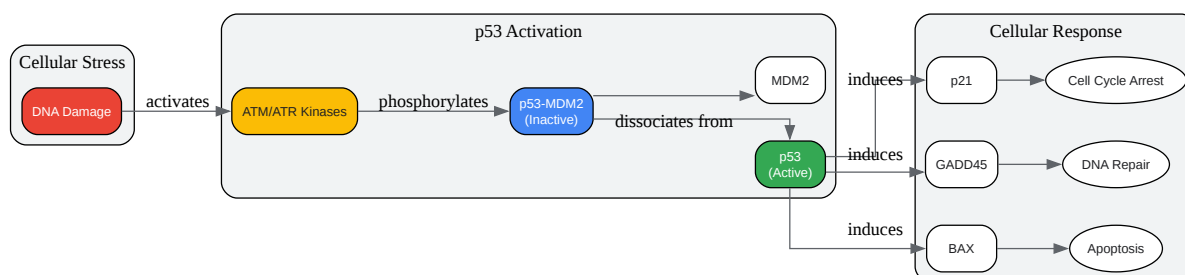 Cellular Stress
DNA Damage
activates
p53 Activation
ATM/ATR Kinases
phosphorylates
p53-MDM2
(Inactive)
MDM2
dissociates from
p53
(Active)
induces
induces
induces
Cellular Response
p21
Cell Cycle Arrest
GADD45
DNA Repair
BAX
Apoptosis